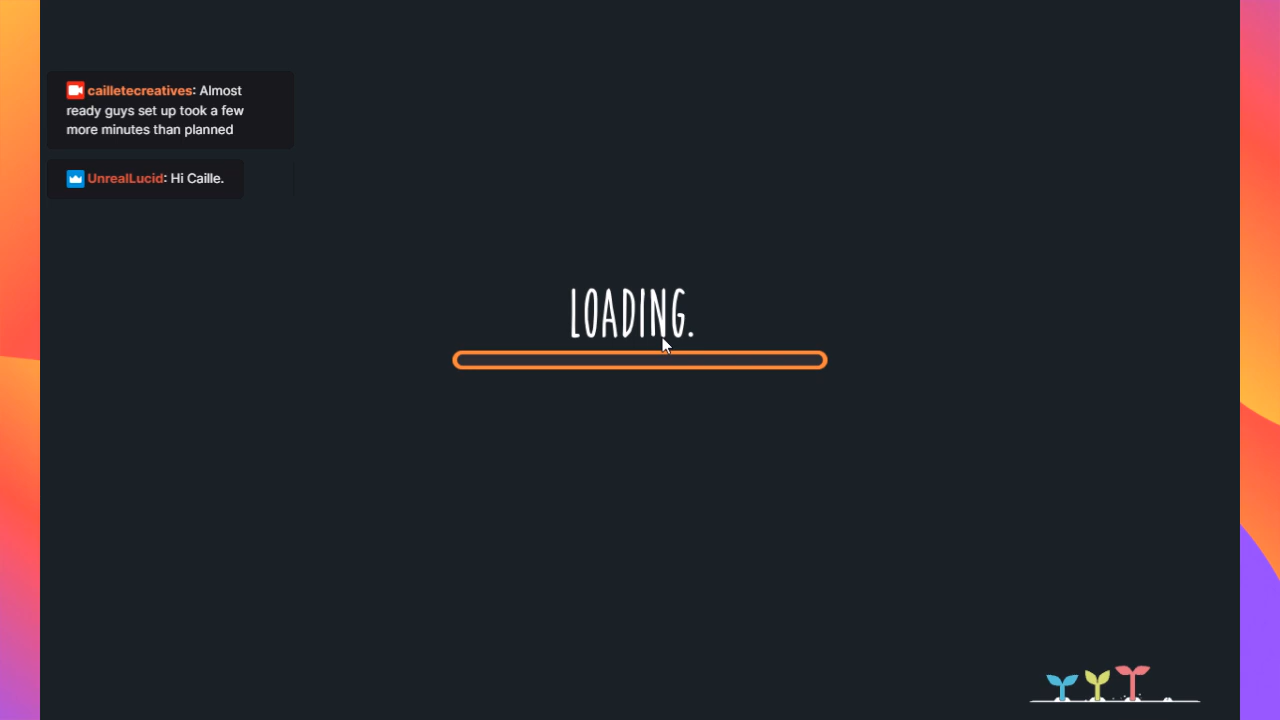 cailletecreatives: Almost
ready guys set up took a few
more minutes than planned
UnrealLucid: Hi Caille.
LOADING.